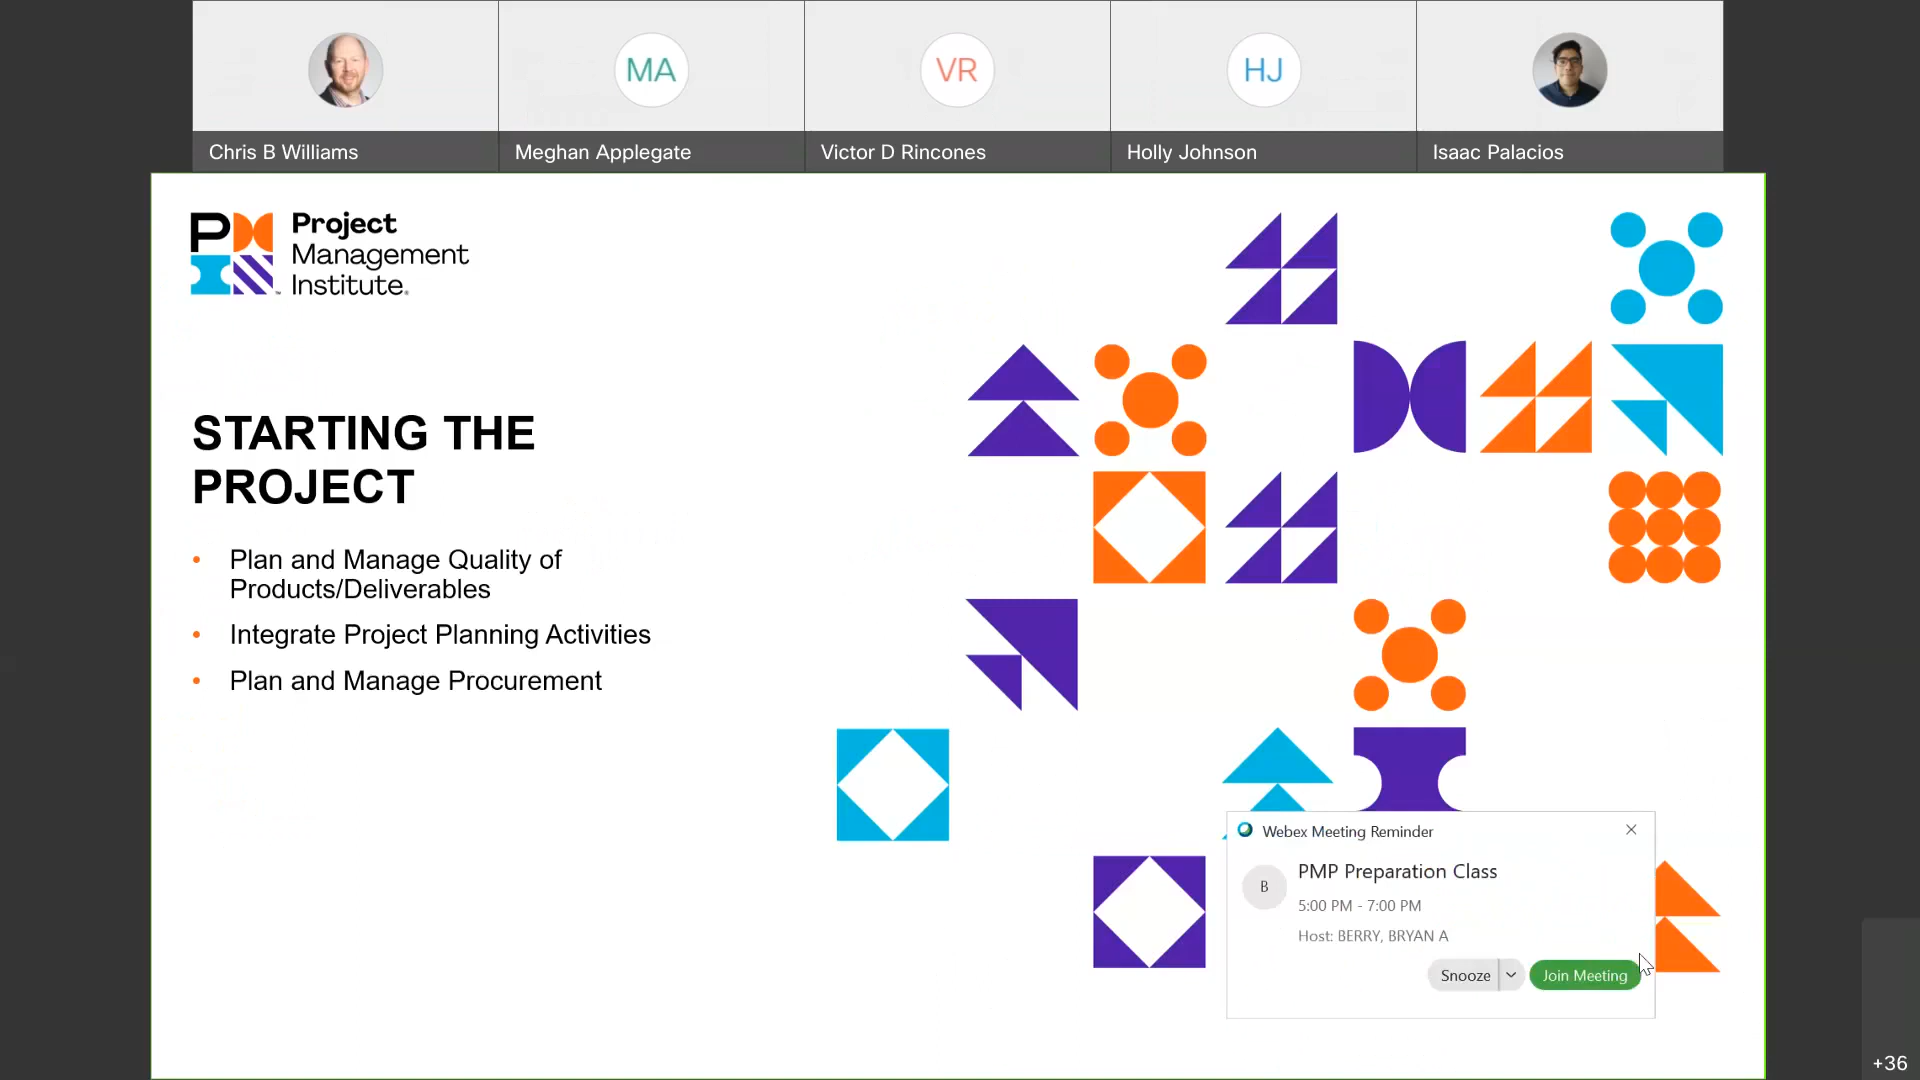 MA
VR
HJ
Chris B Williams
Meghan Applegate
Victor D Rincones
Holly Johnson
Isaac Palacios
PM
Project
Management
Institute®
STARTING THE
PROJECT
• Plan and Manage Quality of
Products/Deliverables
• Integrate Project Planning Activities
• Plan and Manage Procurement
Webex Meeting Reminder
B
PMP Preparation Class
5:00 PM - 7:00 PM
Host: BERRY, BRYAN A
Snooze
Join Meeting
+36